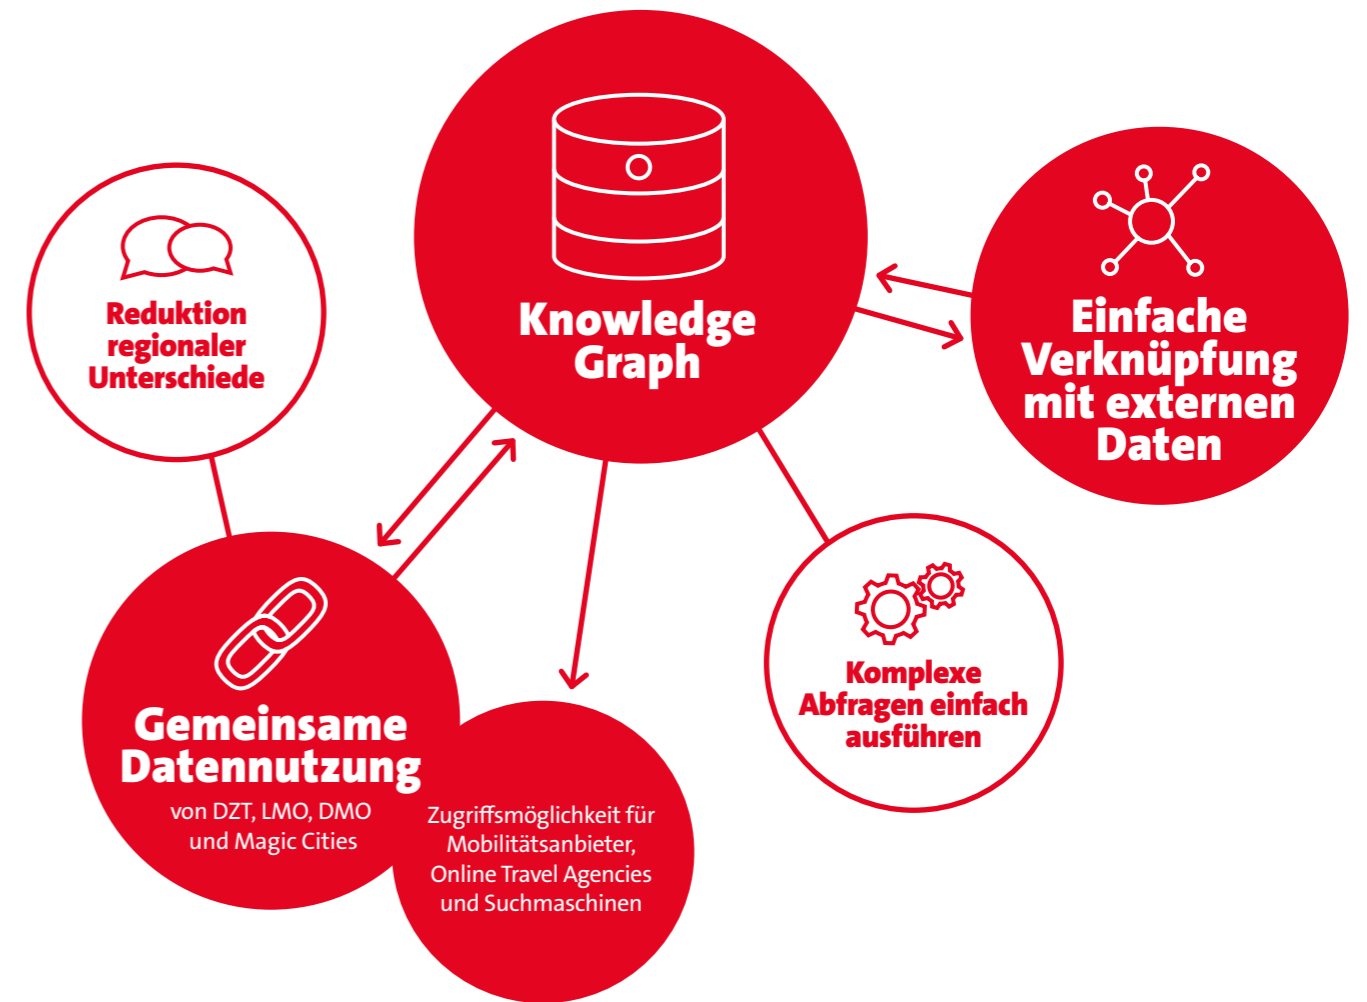 Knowledge
Graph
Reduktion
regionaler
Unterschiede
Einfache
Verknüpfung
mit externen
Daten
Gemeinsame
Datennutzung
von DZT, LMO, DMO
und Magic Cities
Zugriffsmöglichkeit für
Mobilitätsanbieter,
Online Travel Agencies
und Suchmaschinen
Komplexe
Abfragen einfach
ausführen